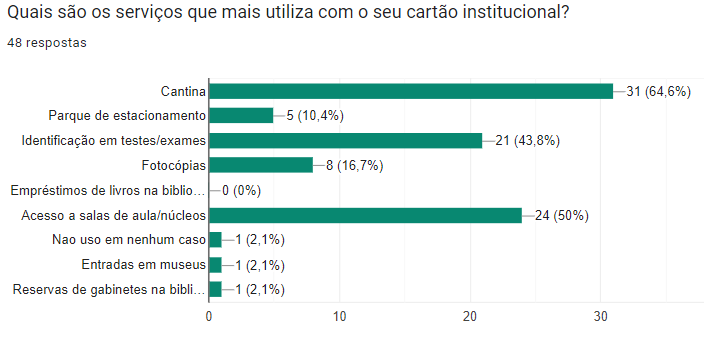 Quais são os serviços que mais utiliza com o seu cartão institucional?
48 respostas
Cantina 31 (64,6%)
Parque de estacionamento 5 (10,4%)
Identificação em testes/exames 21 (43,8%)
Fotocópias 8 (16,7%)
Empréstimos de livros na biblio… 0 (0%)
Acesso a salas de aula/núcleos 24 (50%)
Nao uso em nenhum caso 1 (2,1%)
Entradas em museus 1 (2,1%)
Reservas de gabinetes na bibli… 1 (2,1%)
0 10 20 30